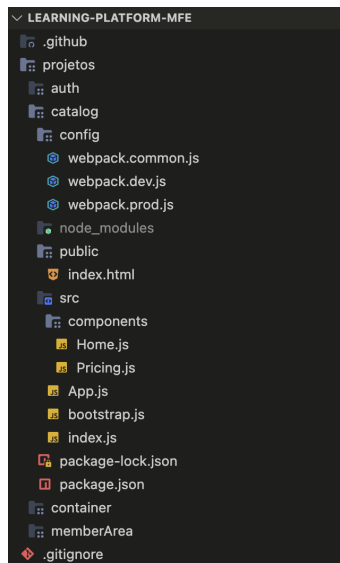 LEARNING-PLATFORM-MFE
.github
projetos
auth
catalog
config
webpack.common.js
webpack.dev.js
webpack.prod.js
node_modules
public
index.html
src
components
Home.js
Pricing.js
App.js
bootstrap.js
index.js
package-lock.json
package.json
container
memberArea
.gitignore